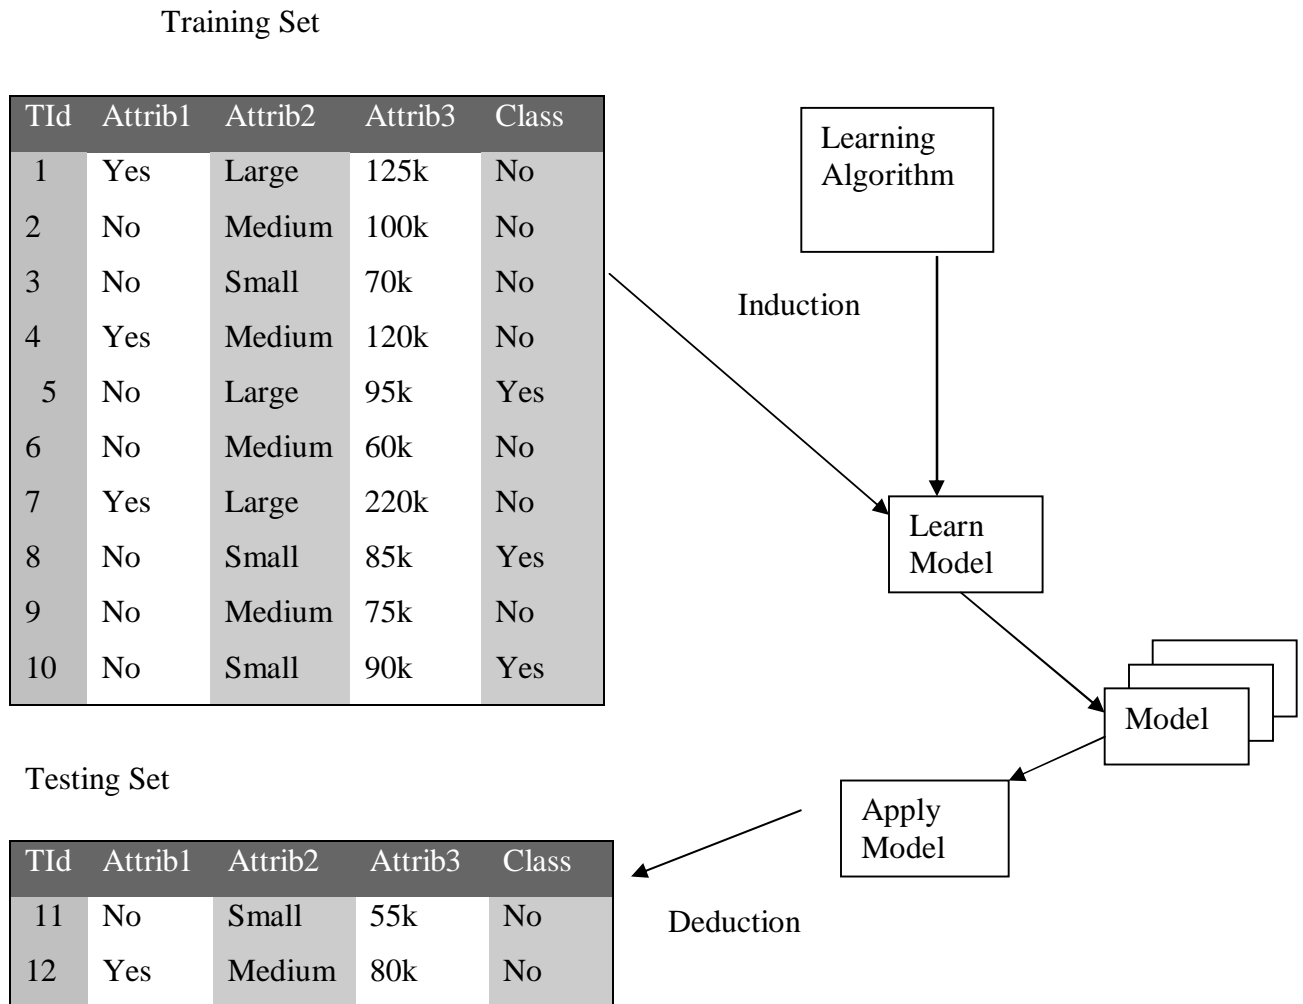 Training Set
TId Attrib1 Attrib2 Attrib3 Class
1 Yes Large 125k No
2 No Medium 100k No
3 No Small 70k No
4 Yes Medium 120k No
5 No Large 95k Yes
6 No Medium 60k No
7 Yes Large 220k No
8 No Small 85k Yes
9 No Medium 75k No
10 No Small 90k Yes
Learning
Algorithm
Induction
Learn
Model
Model
Apply
Model
Deduction
Testing Set
TId Attrib1 Attrib2 Attrib3 Class
11 No Small 55k No
12 Yes Medium 80k No